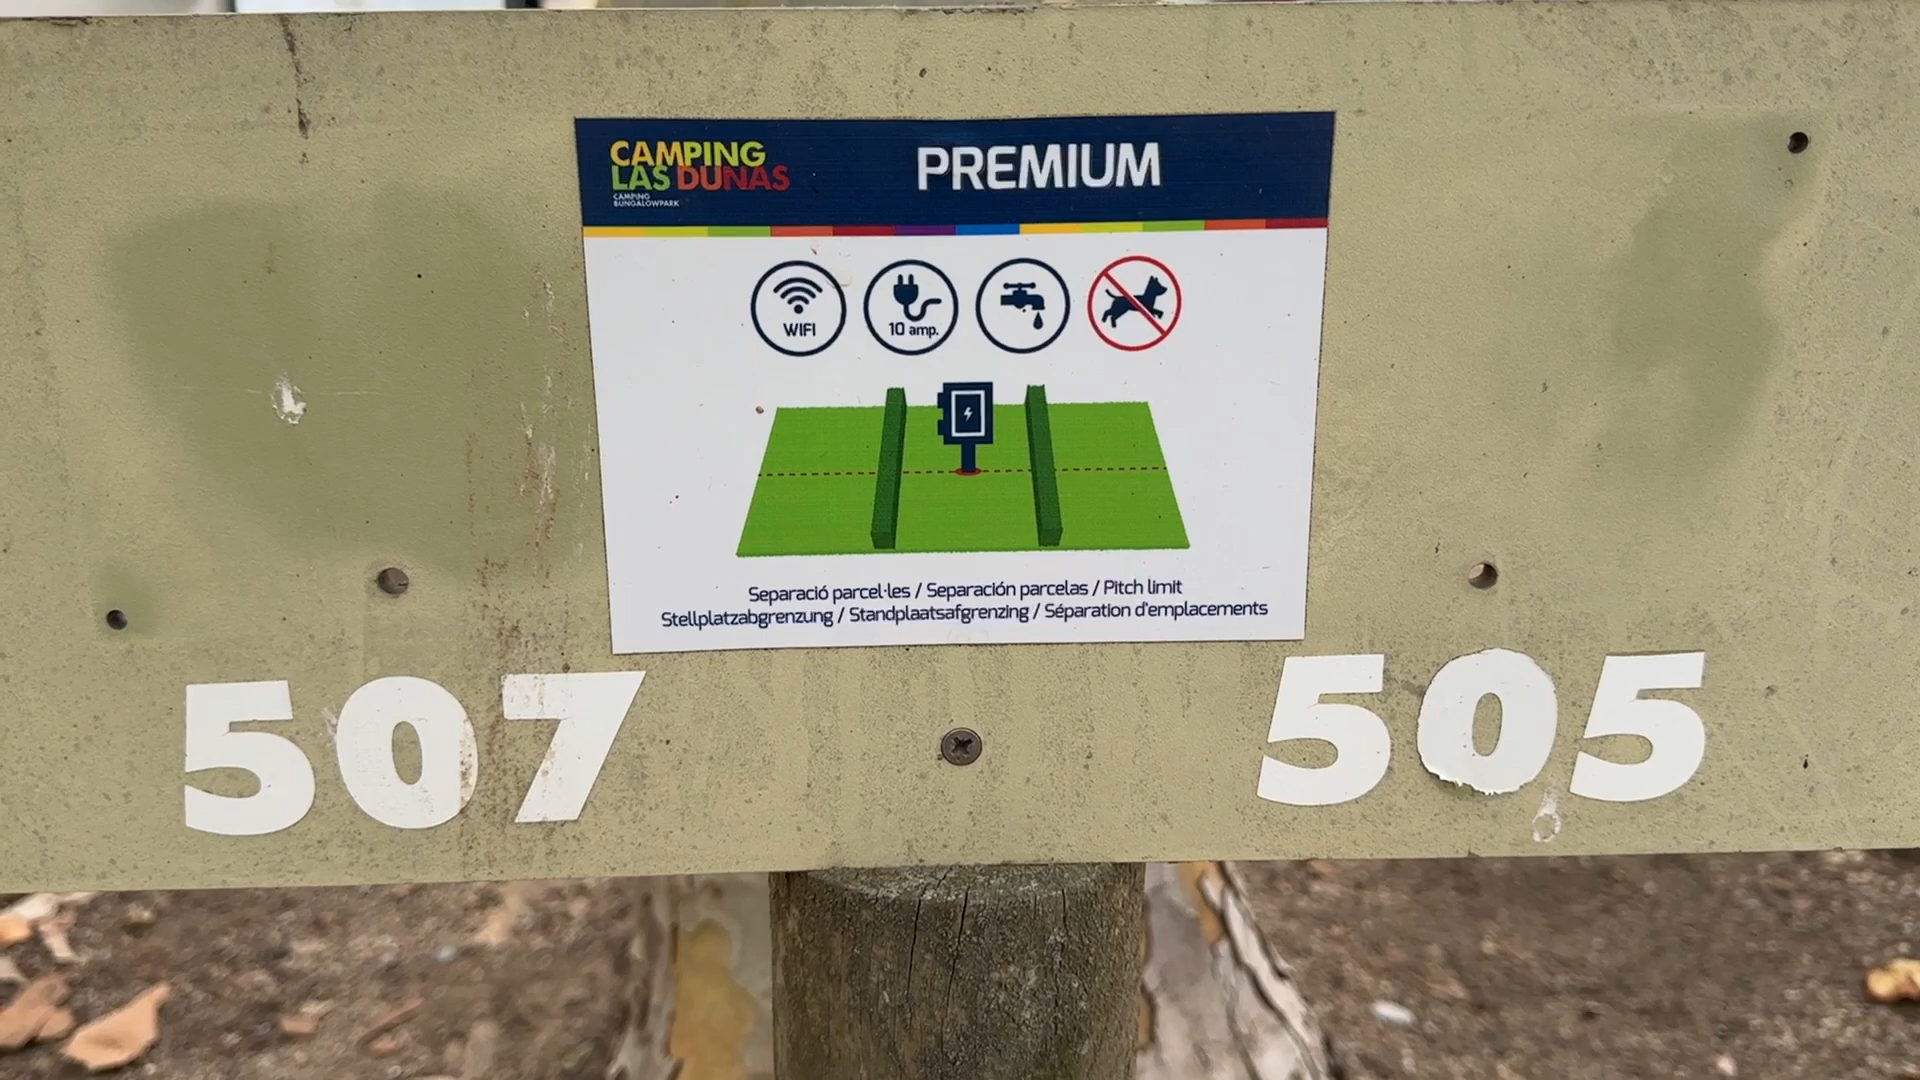 CAMPING
LAS DUNAS
CAMPING
BUNGALOWPARK
PREMIUM
WIFI
10 amp.
Separació parcel·les / Separación parcelas / Pitch limit
Stellplatzabgrenzung / Standplaatsafgrenzing / Séparation d'emplacements
507
505